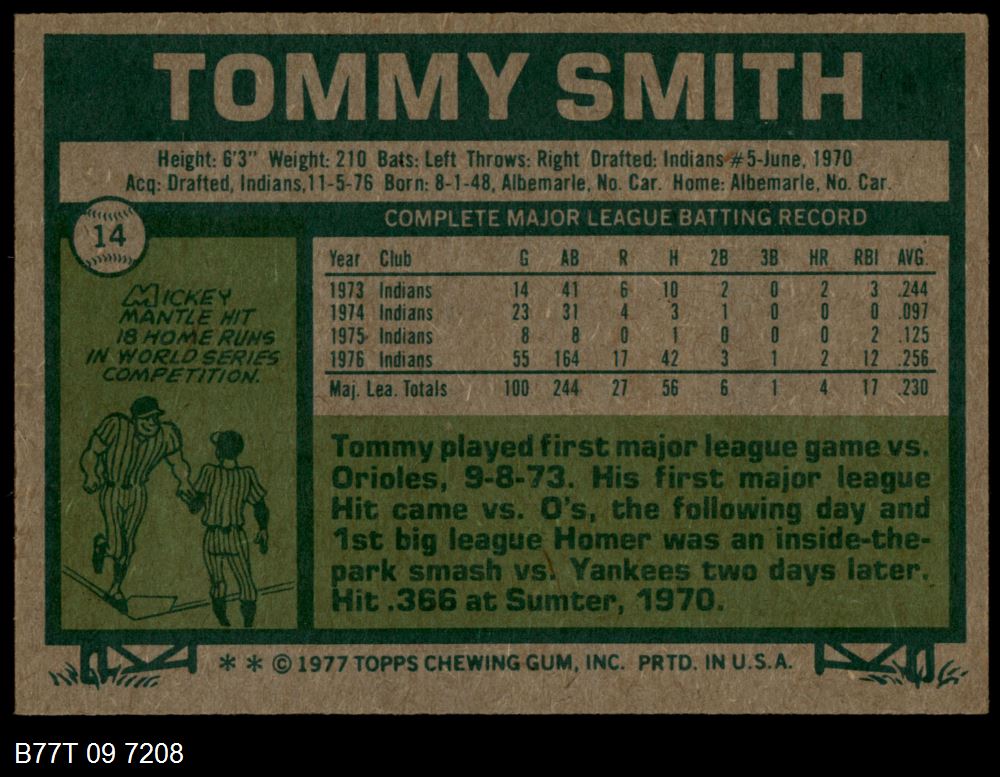 TOMMY SMITH
Height: 6'3" Weight: 210 Bats: Left Throws: Right Drafted: Indians #5-June, 1970
Acq: Drafted, Indians,11-5-76 Born: 8-1-48, Albemarle, No. Car. Home: Albemarle, No. Car.
14
COMPLETE MAJOR LEAGUE BATTING RECORD
Year Club G AB R H 2B 3B HR RBI AVG.
1973 Indians 14 41 6 10 2 0 2 3 .244
1974 Indians 23 31 4 3 1 0 0 0 .097
1975 Indians 8 8 0 1 0 0 0 2 .125
1976 Indians 55 164 17 42 3 1 2 12 .256
Maj. Lea. Totals 100 244 27 56 6 1 4 17 .230
MICKEY
MANTLE HIT
18 HOME RUNS
IN WORLD SERIES
COMPETITION.
Tommy played first major league game vs.
Orioles, 9-8-73. His first major league
Hit came vs. O's, the following day and
1st big league Homer was an inside-the-
park smash vs. Yankees two days later.
Hit .366 at Sumter, 1970.
* * © 1977 TOPPS CHEWING GUM, INC. PRTD. IN U.S.A.
B77T 09 7208